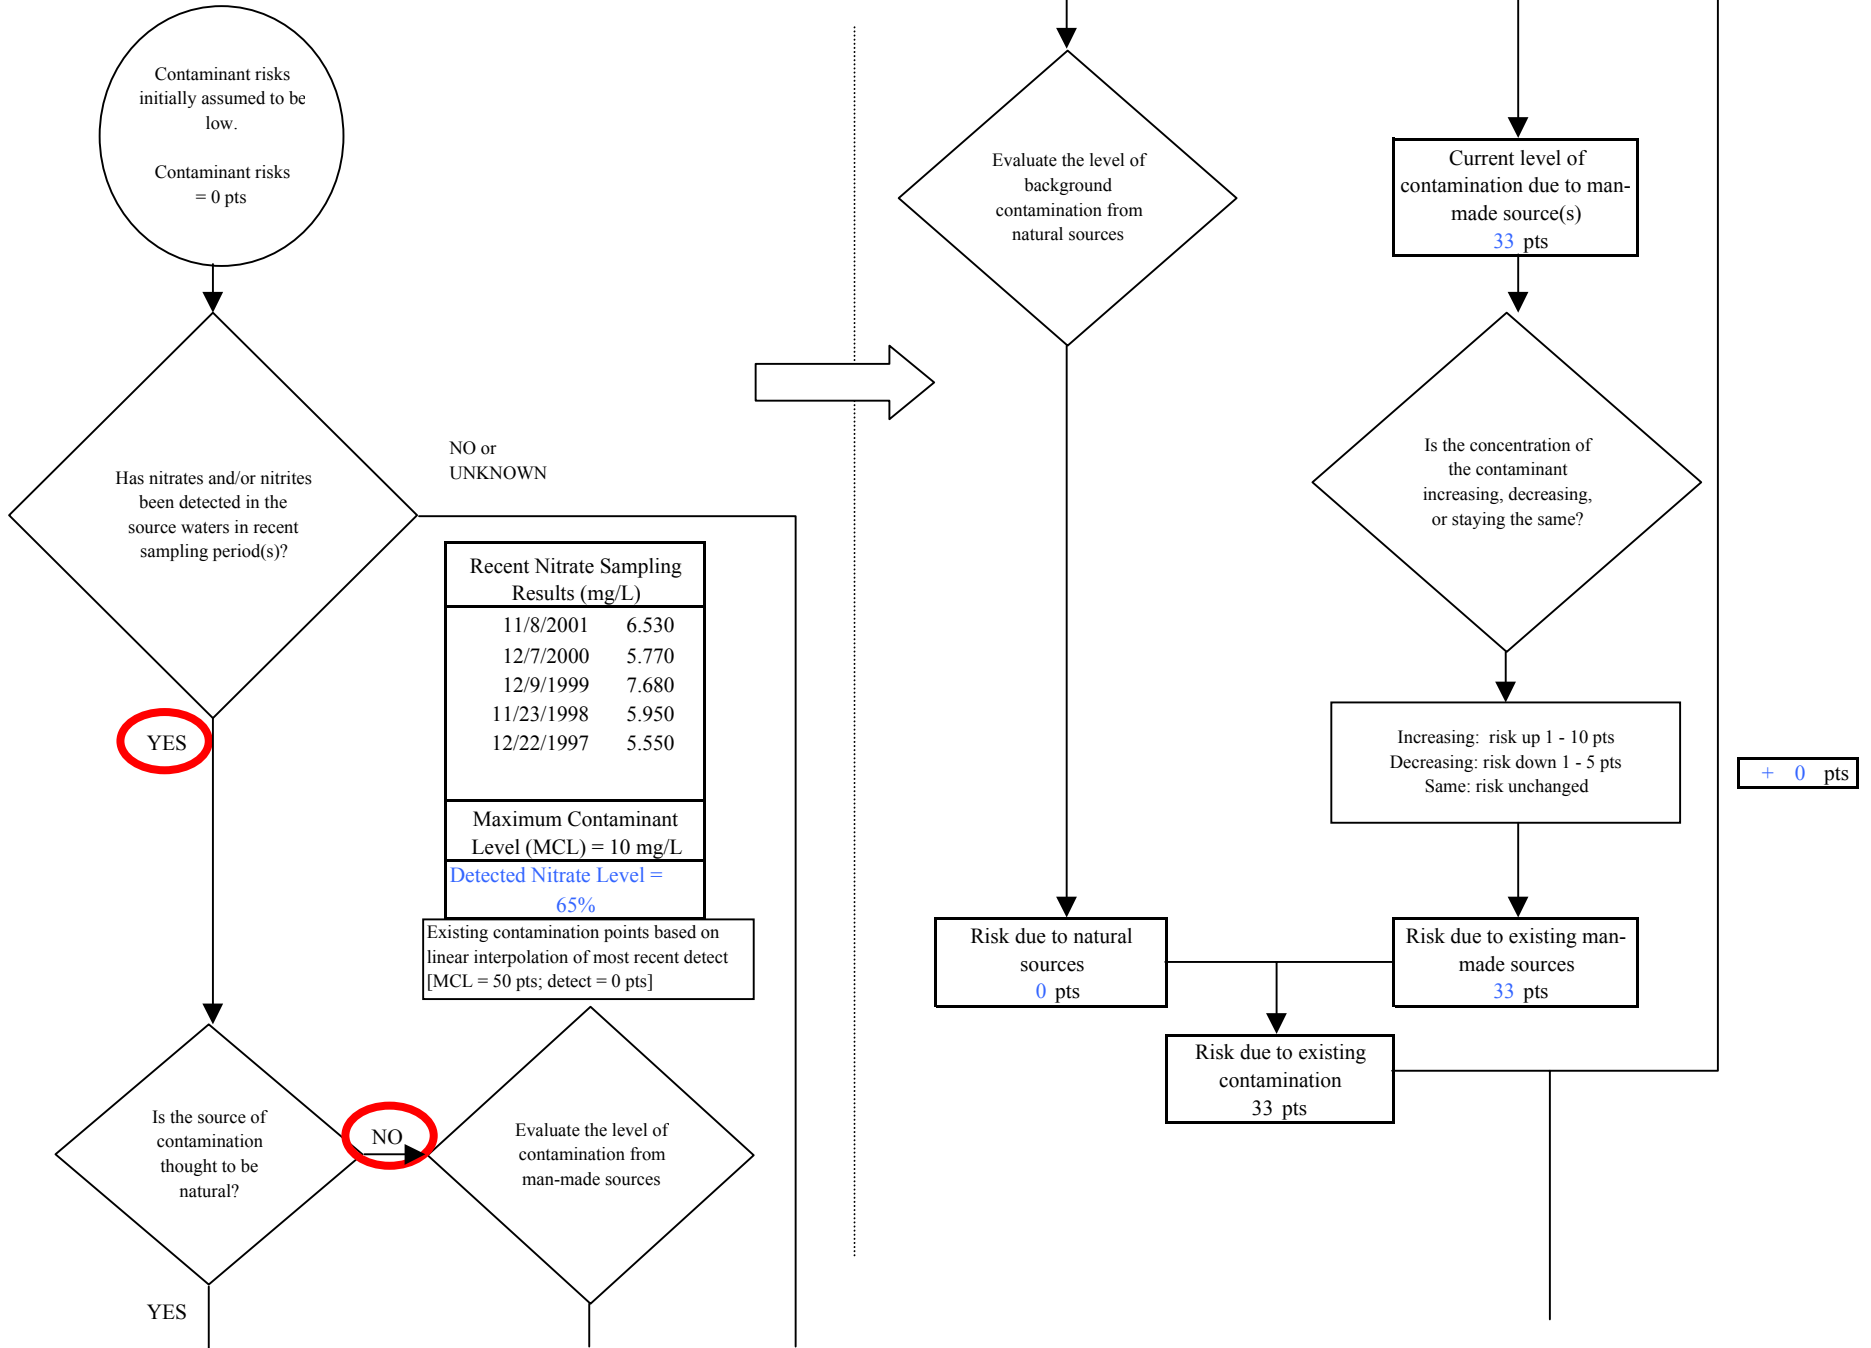 Contaminant risks
initially assumed to be
low.
Contaminant risks
= 0 pts
Has nitrates and/or nitrites
been detected in the
source waters in recent
sampling period(s)?
NO or
UNKNOWN
YES
Recent Nitrate Sampling
Results (mg/L)
11/8/2001 6.530
12/7/2000 5.770
12/9/1999 7.680
11/23/1998 5.950
12/22/1997 5.550
Maximum Contaminant
Level (MCL) = 10 mg/L
Detected Nitrate Level =
65%
Existing contamination points based on
linear interpolation of most recent detect
[MCL = 50 pts; detect = 0 pts]
Is the source of
contamination
thought to be
natural?
NO
Evaluate the level of
contamination from
man-made sources
YES
Evaluate the level of
background
contamination from
natural sources
Current level of
contamination due to man-
made source(s)
33 pts
Is the concentration of
the contaminant
increasing, decreasing,
or staying the same?
Increasing: risk up 1 - 10 pts
Decreasing: risk down 1 - 5 pts
Same: risk unchanged
+ 0 pts
Risk due to natural
sources
0 pts
Risk due to existing man-
made sources
33 pts
Risk due to existing
contamination
33 pts